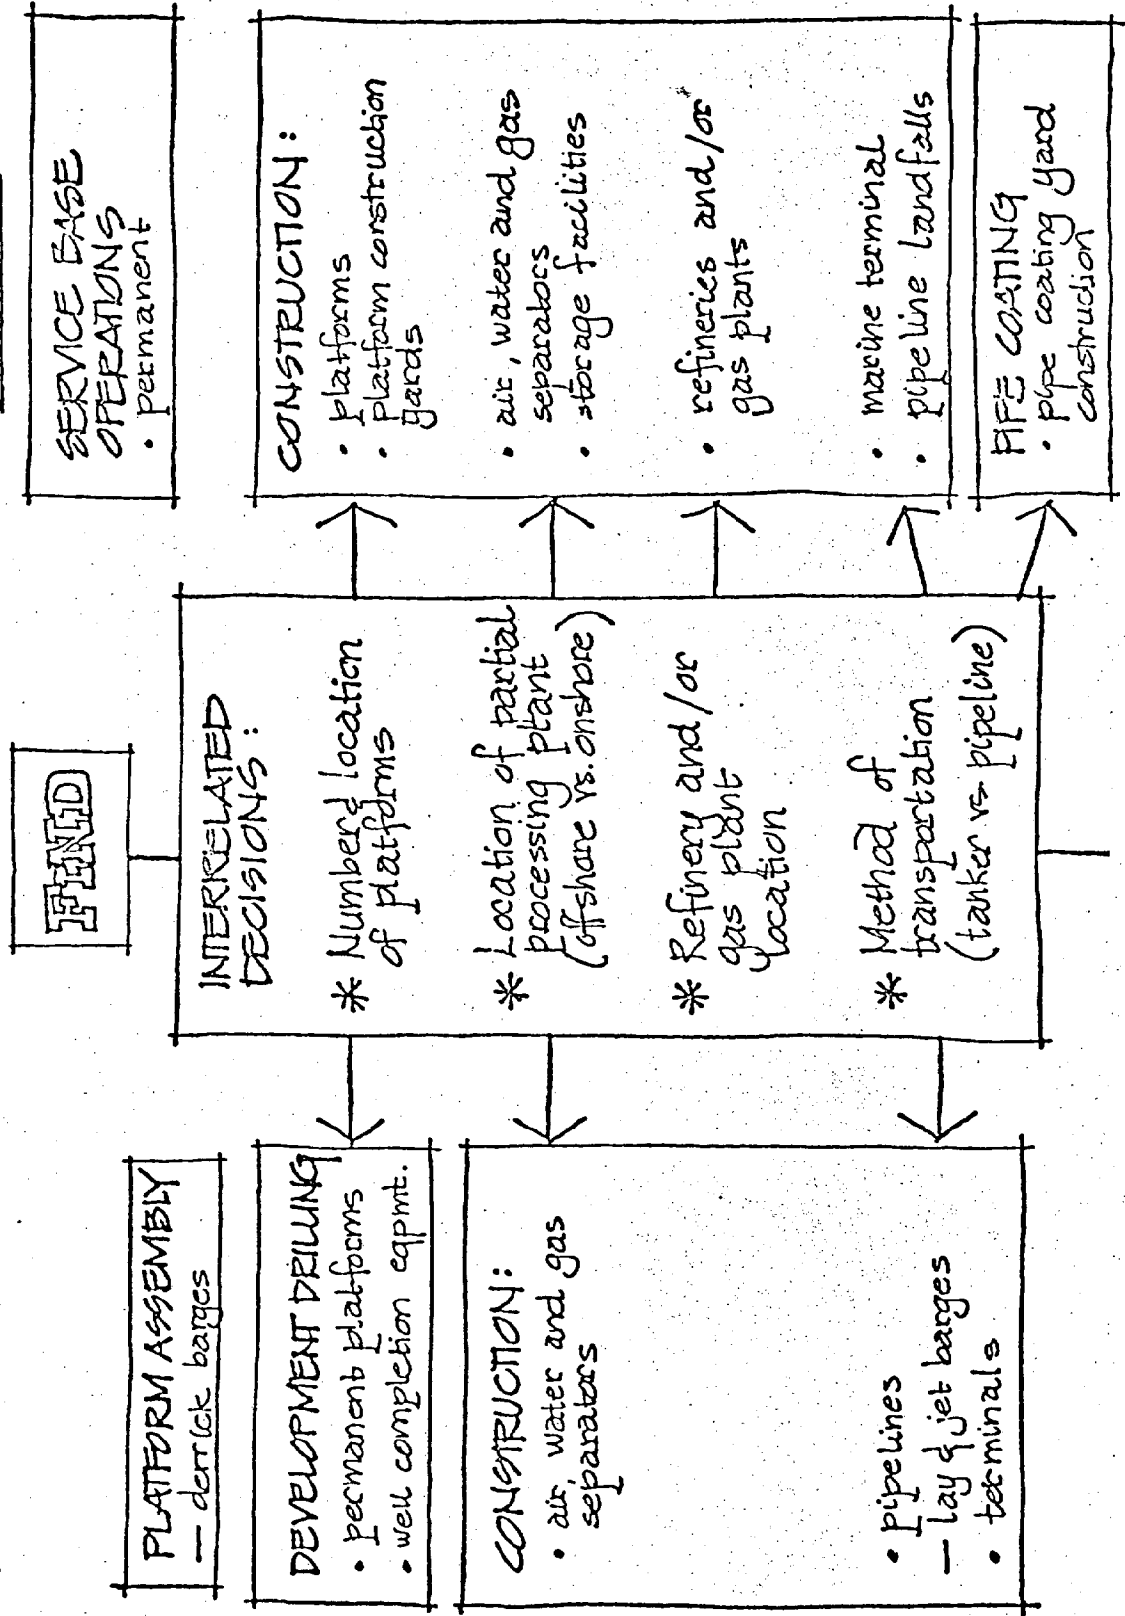 FIND
PLATFORM ASSEMBLY
— derrick barges
DEVELOPMENT DRILLING
• permanent platforms
• well completion eqpmt.
CONSTRUCTION:
• air, water and gas
separators
• pipelines
— lay & jet barges
• terminals
INTERRELATED
DECISIONS:
* Number & location
of platforms
* Location of partial
processing plant
(offshore vs. onshore)
* Refinery and/or
gas plant
location
* Method of
transportation
(tanker vs pipeline)
SERVICE BASE
OPERATIONS
• permanent
CONSTRUCTION:
• platforms
• platform construction
yards
• air, water and gas
separators
• storage facilities
• refineries and/or
gas plants
• marine terminal
• pipeline landfalls
PIPE COATING
• pipe coating yard
construction